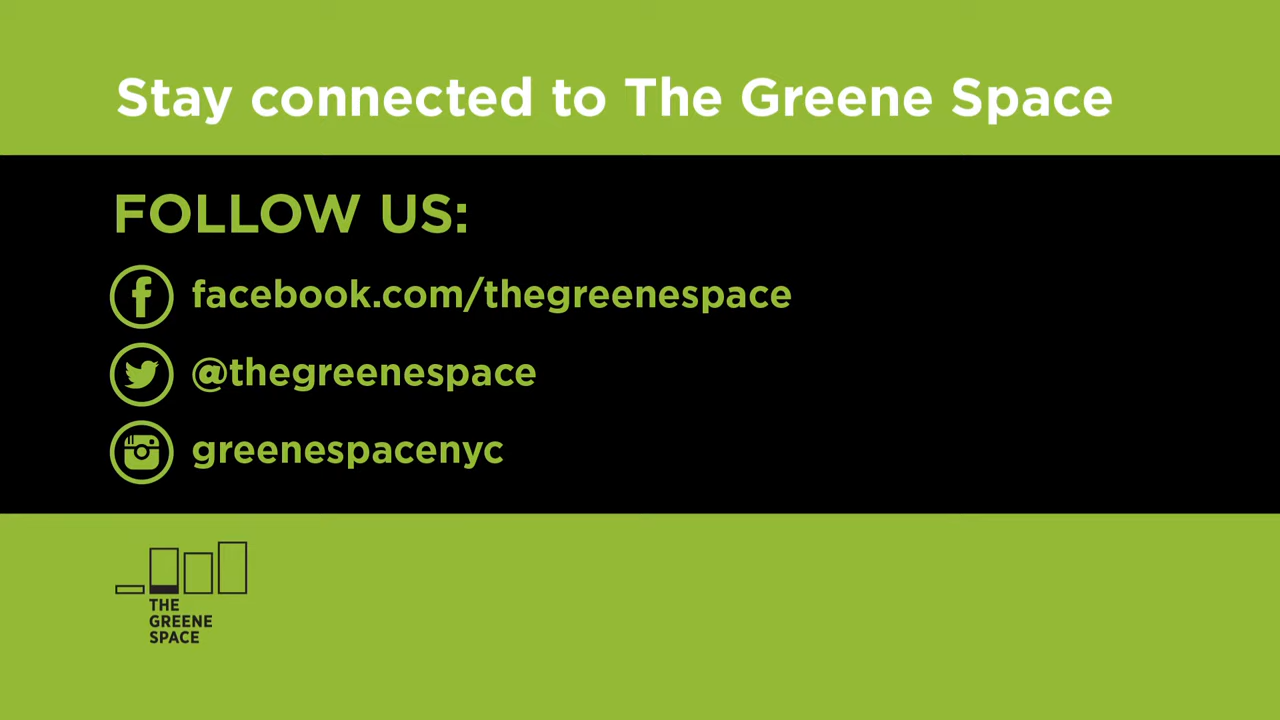 Stay connected to The Greene Space
FOLLOW US:
facebook.com/thegreenespace
@thegreenespace
greenespacenyc
THE
GREENE
SPACE